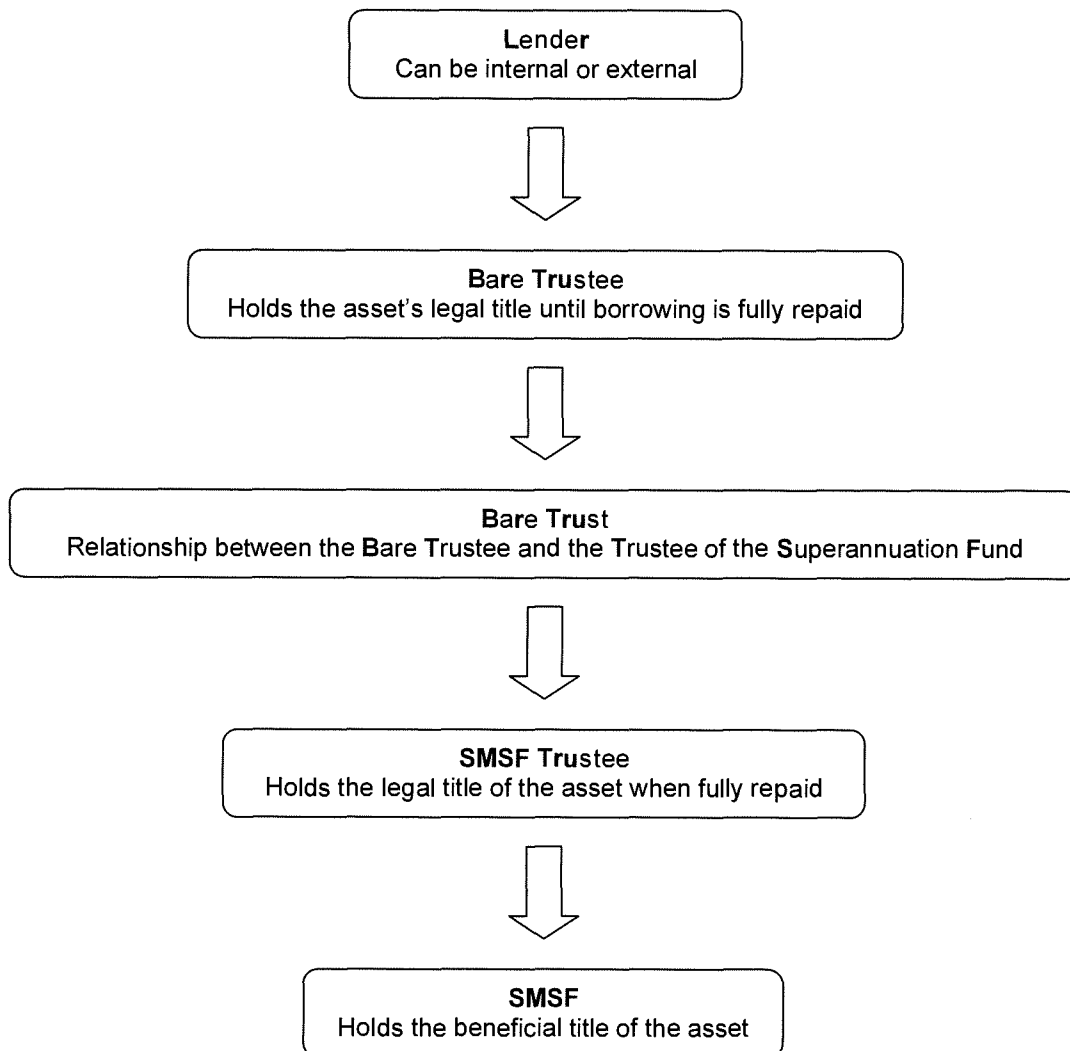 Lender
Can be internal or external
Bare Trustee
Holds the asset's legal title until borrowing is fully repaid
Bare Trust
Relationship between the Bare Trustee and the Trustee of the Superannuation Fund
SMSF Trustee
Holds the legal title of the asset when fully repaid
SMSF
Holds the beneficial title of the asset